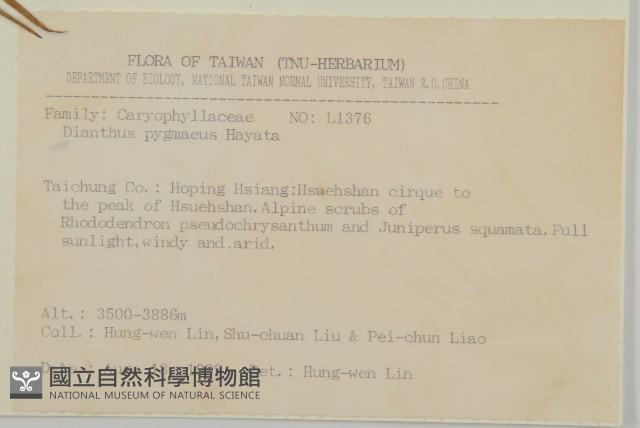 FLORA OF TAIWAN (TNU-HERBARIUM)
DEPARTMENT OF BIOLOGY, NATIONAL TAIWAN NORMAL UNIVERSITY, TAIWAN R.O.CHINA
Family: Caryophyllaceae NO: L1376
Dianthus pygmaeus Hayata
Taichung Co.: Hoping Hsiang:Hsuehshan cirque to
the peak of Hsuehshan.Alpine scrubs of
Rhododendron pseudochrysanthum and Juniperus squamata.Full
sunlight,windy and.arid.
Alt.: 3500-3886m
Coll.: Hung-wen Lin,Shu-chuan Liu & Pei-chun Liao
Det.: Hung-wen Lin
國立自然科學博物館
NATIONAL MUSEUM OF NATURAL SCIENCE